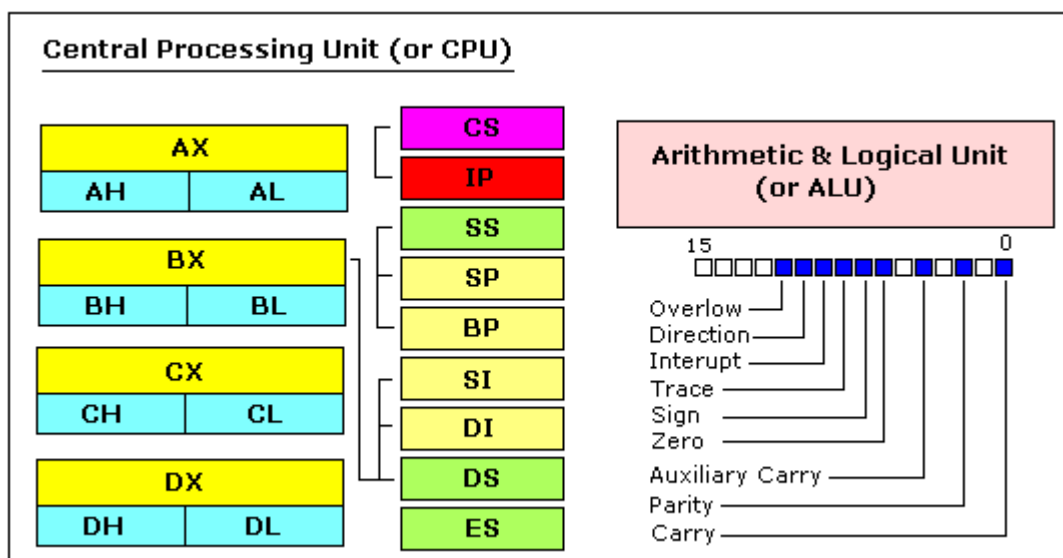 Central Processing Unit (or CPU)
AX
AH AL
BX
BH BL
CX
CH CL
DX
DH DL
CS
IP
SS
SP
BP
SI
DI
DS
ES
Arithmetic & Logical Unit
(or ALU)
15 0
Overlow
Direction
Interupt
Trace
Sign
Zero
Auxiliary Carry
Parity
Carry